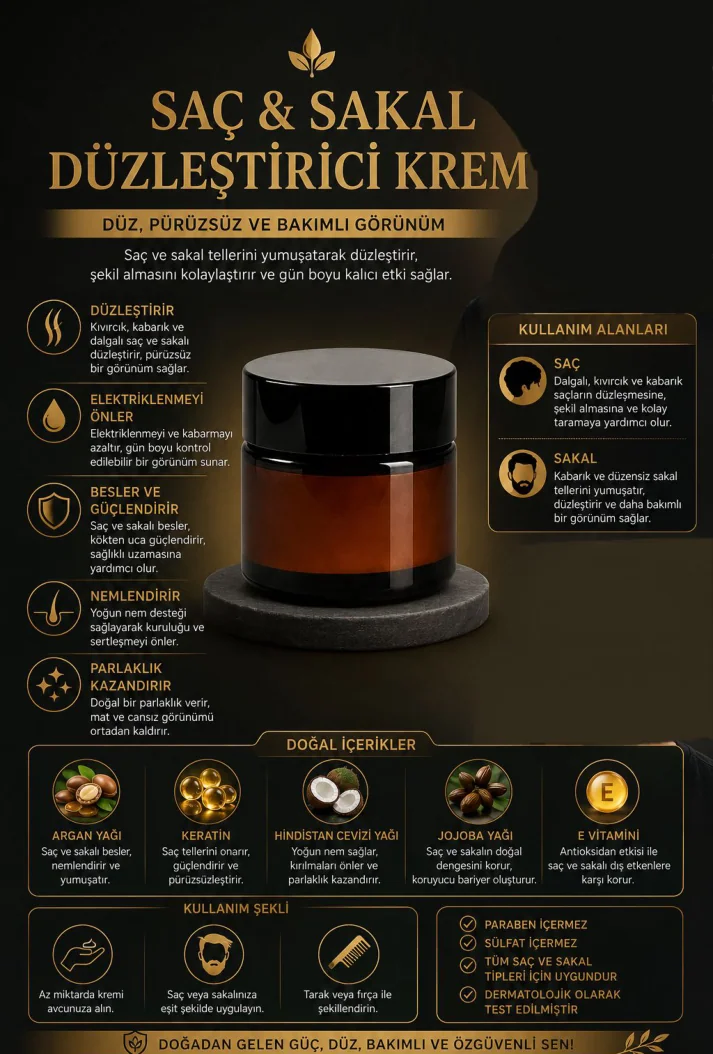 SAÇ & SAKAL
DÜZLEŞTİRİCİ KREM
DÜZ, PÜRÜZSÜZ VE BAKIMLI GÖRÜNÜM
Saç ve sakal tellerini yumuşatarak düzleştirir,
şekil almasını kolaylaştırır ve gün boyu kalıcı etki sağlar.
DÜZLEŞTİRİR
Kıvırcık, kabarık ve
dalgalı saç ve sakalı
düzleştirir, pürüzsüz
bir görünüm sağlar.
ELEKTRİKLENMEYİ
ÖNLER
Elektriklenmeyi ve kabarmayı
azaltır, gün boyu kontrol
edilebilir bir görünüm sunar.
BESLER VE
GÜÇLENDİRİR
Saç ve sakalı besler,
kökten uca güçlendirir,
sağlıklı uzamasına
yardımcı olur.
NEMLENDİRİR
Yoğun nem desteği
sağlayarak kuruluğu ve
sertleşmeyi önler.
PARLAKLIK
KAZANDIRIR
Doğal bir parlaklık verir,
mat ve cansız görünümü
ortadan kaldırır.
KULLANIM ALANLARI
SAÇ
Dalgalı, kıvırcık ve kabarık
saçların düzleşmesine,
şekil almasına ve kolay
taramaya yardımcı olur.
SAKAL
Kabarık ve düzensiz sakal
tellerini yumuşatır,
düzleştirir ve daha bakımlı
bir görünüm sağlar.
DOĞAL İÇERİKLER
ARGAN YAĞI
Saç ve sakalı besler,
nemlendirir ve
yumuşatır.
KERATİN
Saç tellerini onarır,
güçlendirir ve
pürüzsüzleştirir.
HİNDİSTAN CEVİZİ YAĞI
Yoğun nem sağlar,
kırılmaları önler ve
parlaklık kazandırır.
JOJOBA YAĞI
Saç ve sakalın doğal
dengesini korur,
koruyucu bariyer oluşturur.
E
E VİTAMİNİ
Antioksidan etkisi ile
saç ve sakalı dış etkenlere
karşı korur.
KULLANIM ŞEKLİ
Az miktarda kremi
avcunuza alın.
Saç veya sakalınıza
eşit şekilde uygulayın.
Tarak veya fırça ile
şekillendirin.
PARABEN İÇERMEZ
SÜLFAT İÇERMEZ
TÜM SAÇ VE SAKAL
TİPLERİ İÇİN UYGUNDUR
DERMATOLOJİK OLARAK
TEST EDİLMİŞTİR
DOĞADAN GELEN GÜÇ, DÜZ, BAKIMLI VE ÖZGÜVENLİ SEN!